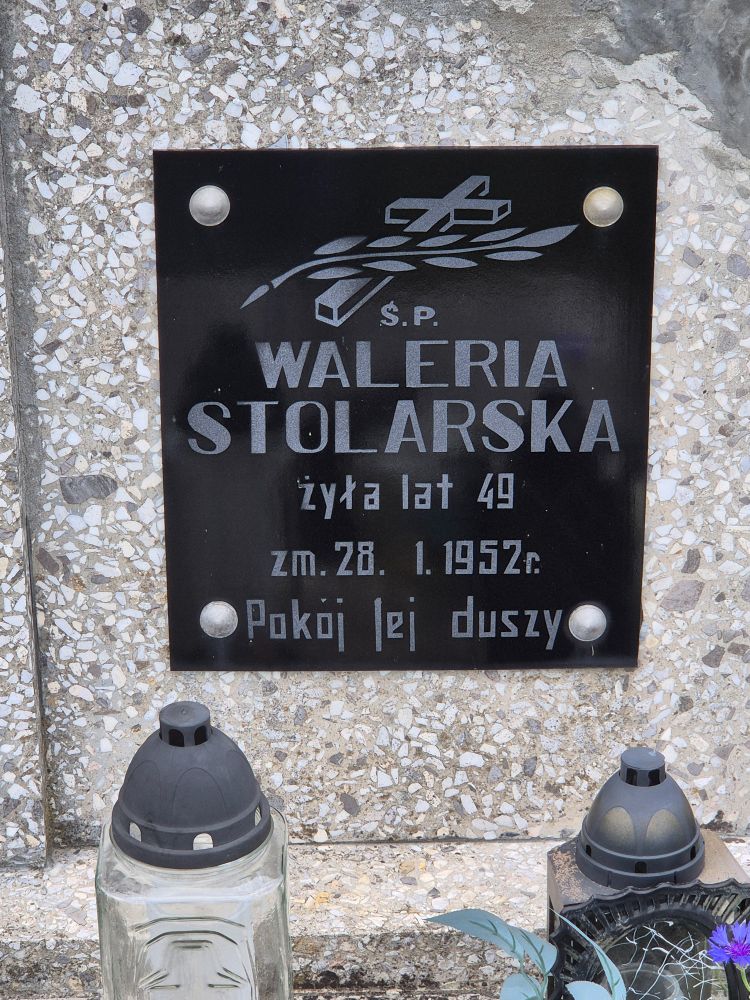 Ś.P.
WALERIA
STOLARSKA
żyła lat 49
zm. 28. 1. 1952r.
Pokój Jej duszy